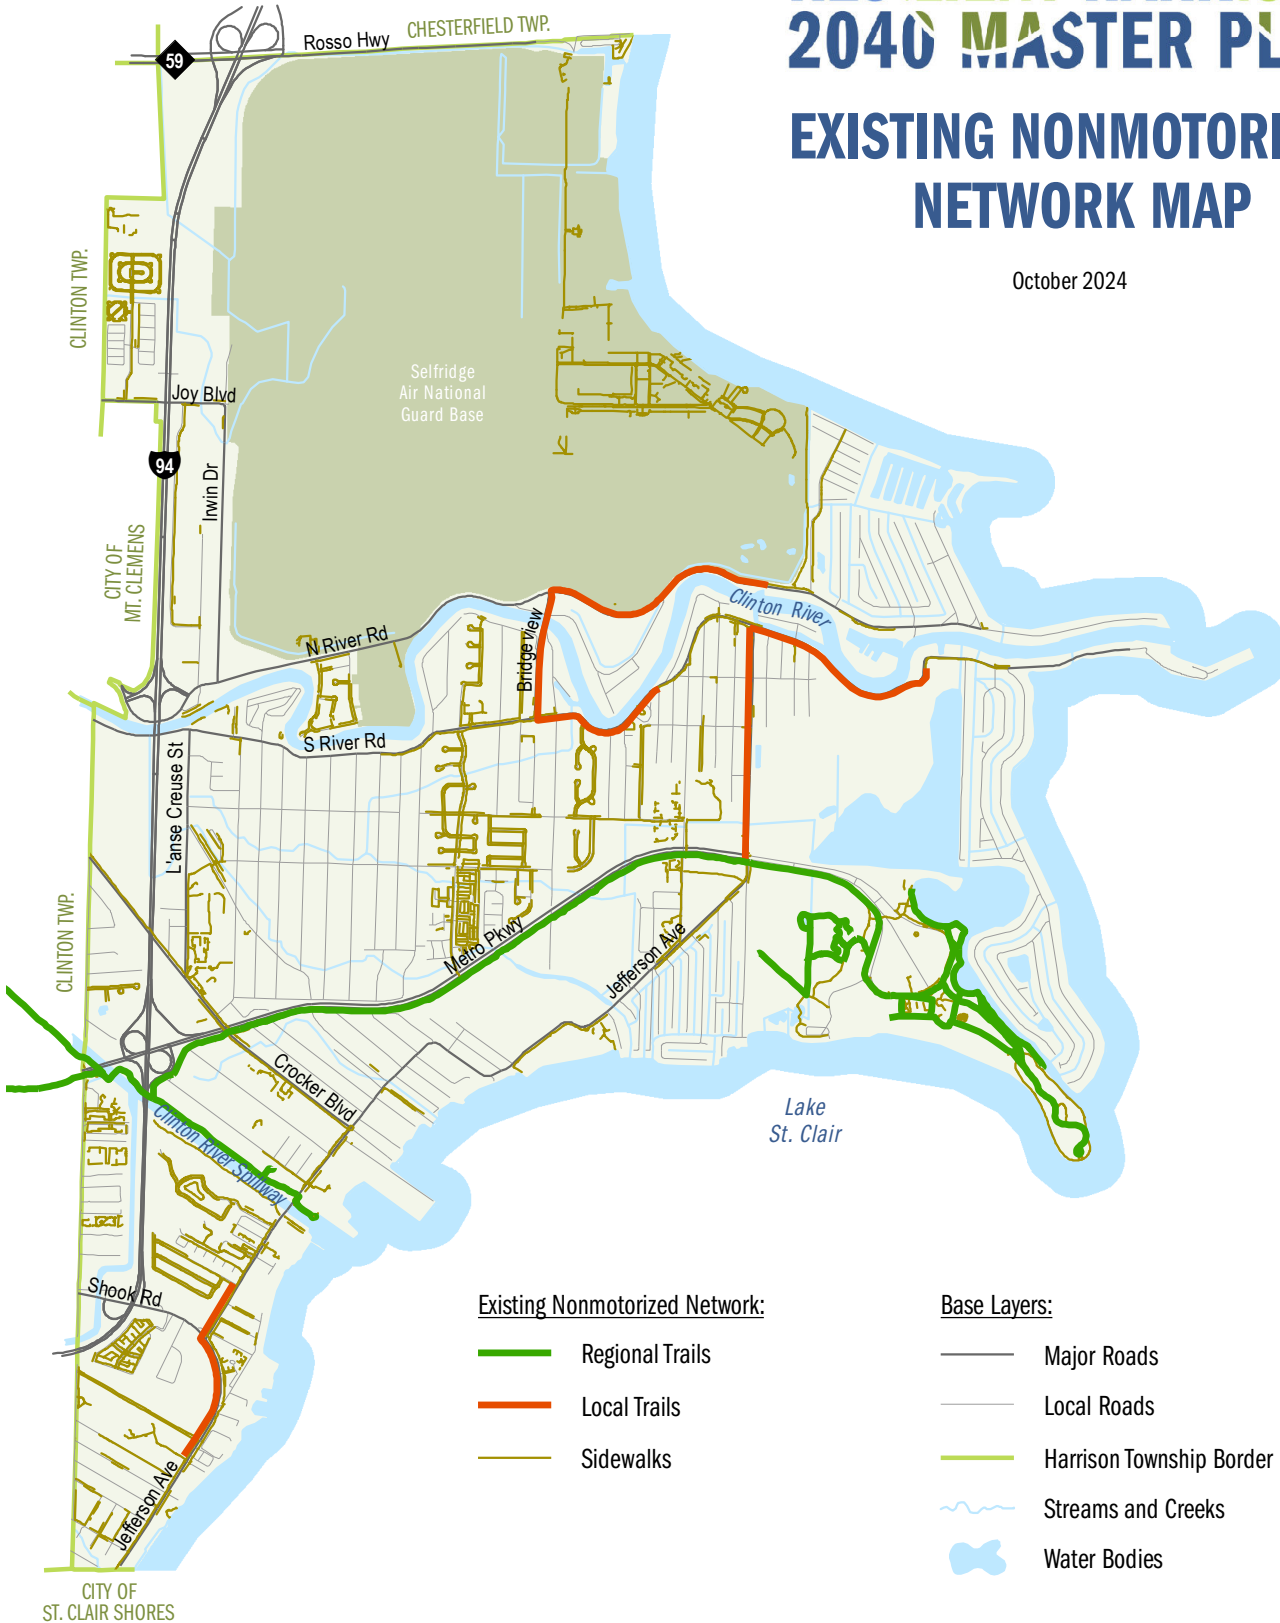 2040 MASTER
EXISTING
NETWORK MAP
October 2024
CHESTERFIELD TWP.
Rosso Hwy
59
CLINTON TWP.
Selfridge
Air National
Guard Base
Joy Blvd
94
Irwin Dr
CITY OF
MT. CLEMENS
Clinton River
Bridgeview
N River Rd
S River Rd
L'anse Creuse St
CLINTON TWP.
Metro Pkwy
Jefferson Ave
Crocker Blvd
Clinton River Spillway
Lake
St. Clair
Shook Rd
Jefferson Ave
CITY OF
ST. CLAIR SHORES
Existing Nonmotorized Network:
Regional Trails
Local Trails
Sidewalks
Base Layers:
Major Roads
Local Roads
Harrison Township Border
Streams and Creeks
Water Bodies